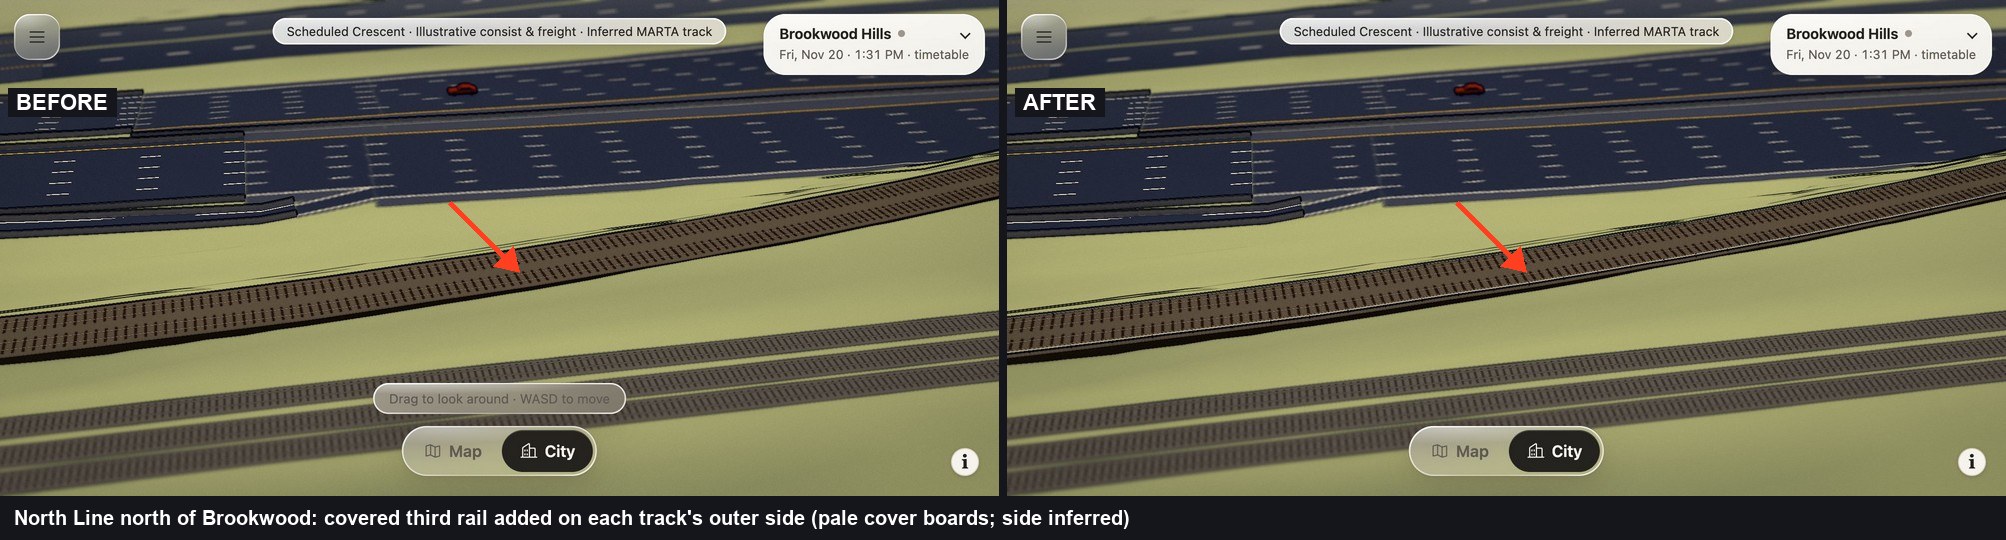 Scheduled Crescent · Illustrative consist & freight · Inferred MARTA track
Brookwood Hills
Fri, Nov 20 · 1:31 PM · timetable
BEFORE
Drag to look around · WASD to move
Map
City
i
Scheduled Crescent · Illustrative consist & freight · Inferred MARTA track
Brookwood Hills
Fri, Nov 20 · 1:31 PM · timetable
AFTER
Map
City
i
North Line north of Brookwood: covered third rail added on each track's outer side (pale cover boards; side inferred)